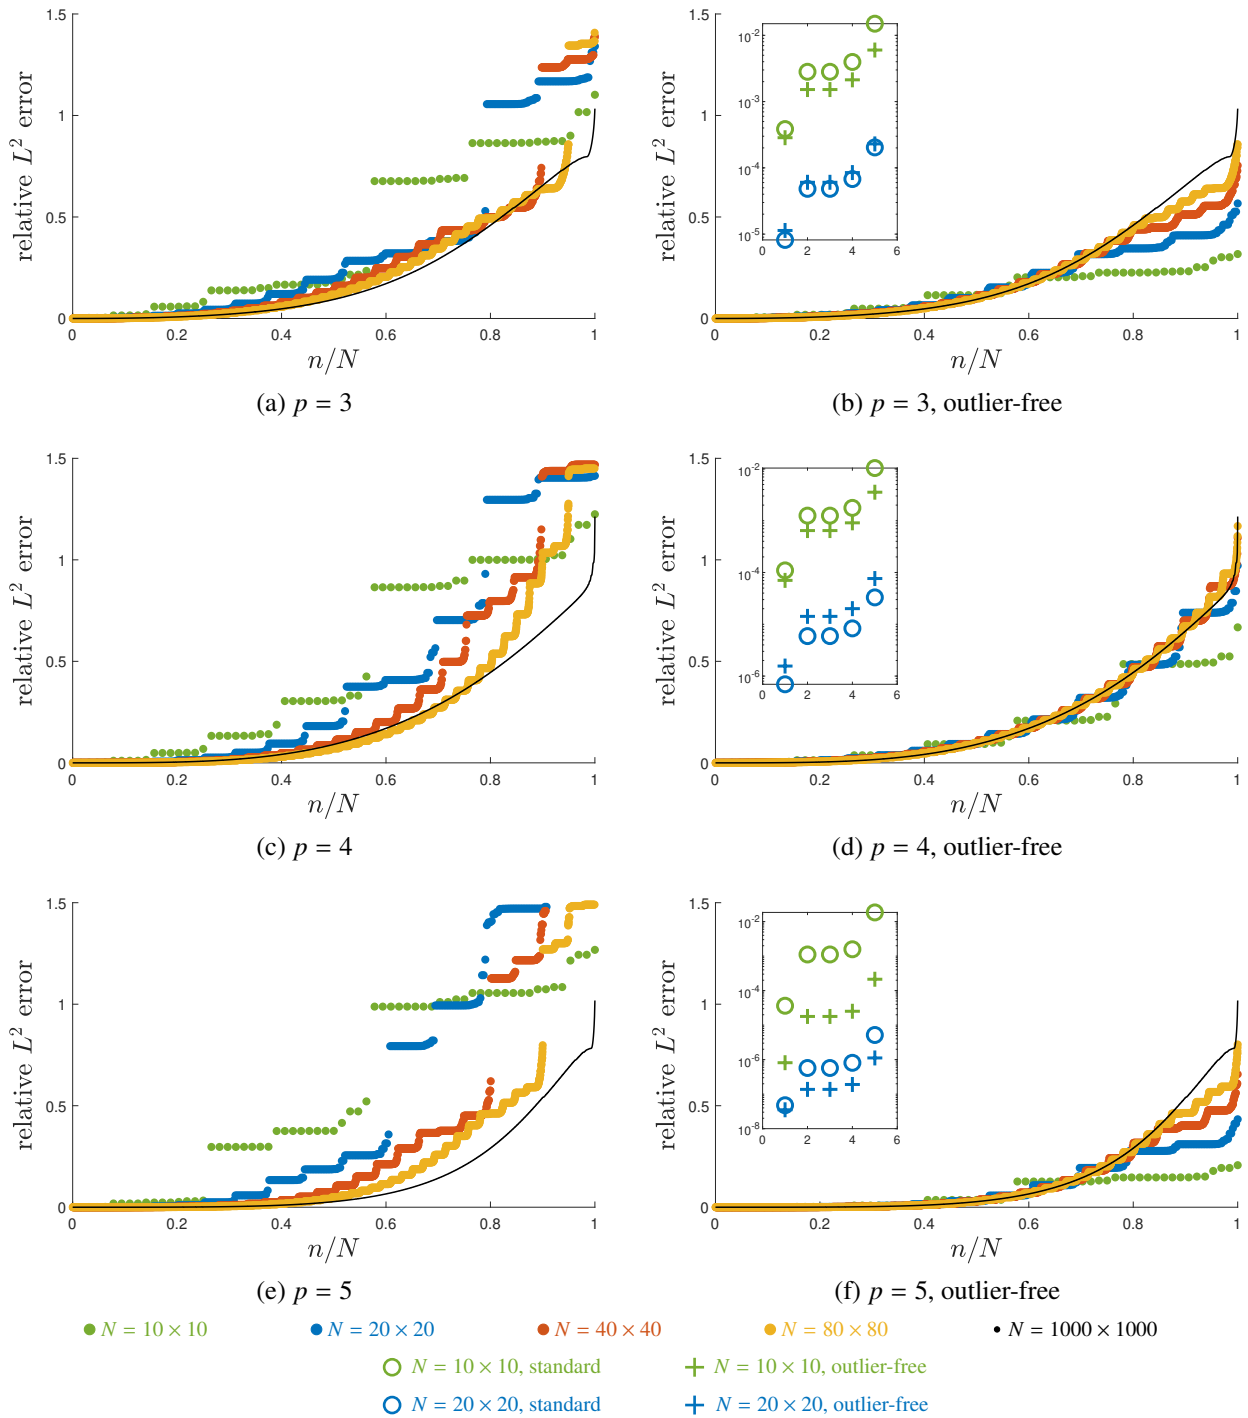 1.5
1
0.5
0
relative L² error
0 0.2 0.4 0.6 0.8 1
n/N
(a) p = 3
1.5
1
0.5
0
relative L² error
10⁻²
10⁻³
10⁻⁴
10⁻⁵
0 2 4 6
0 0.2 0.4 0.6 0.8 1
n/N
(b) p = 3, outlier-free
1.5
1
0.5
0
relative L² error
0 0.2 0.4 0.6 0.8 1
n/N
(c) p = 4
1.5
1
0.5
0
relative L² error
10⁻²
10⁻⁴
10⁻⁶
0 2 4 6
0 0.2 0.4 0.6 0.8 1
n/N
(d) p = 4, outlier-free
1.5
1
0.5
0
relative L² error
0 0.2 0.4 0.6 0.8 1
n/N
(e) p = 5
1.5
1
0.5
0
relative L² error
10⁻²
10⁻⁴
10⁻⁶
10⁻⁸
0 2 4 6
0 0.2 0.4 0.6 0.8 1
n/N
(f) p = 5, outlier-free
N = 10 × 10 N = 20 × 20 N = 40 × 40 N = 80 × 80 N = 1000 × 1000
N = 10 × 10, standard N = 10 × 10, outlier-free
N = 20 × 20, standard N = 20 × 20, outlier-free